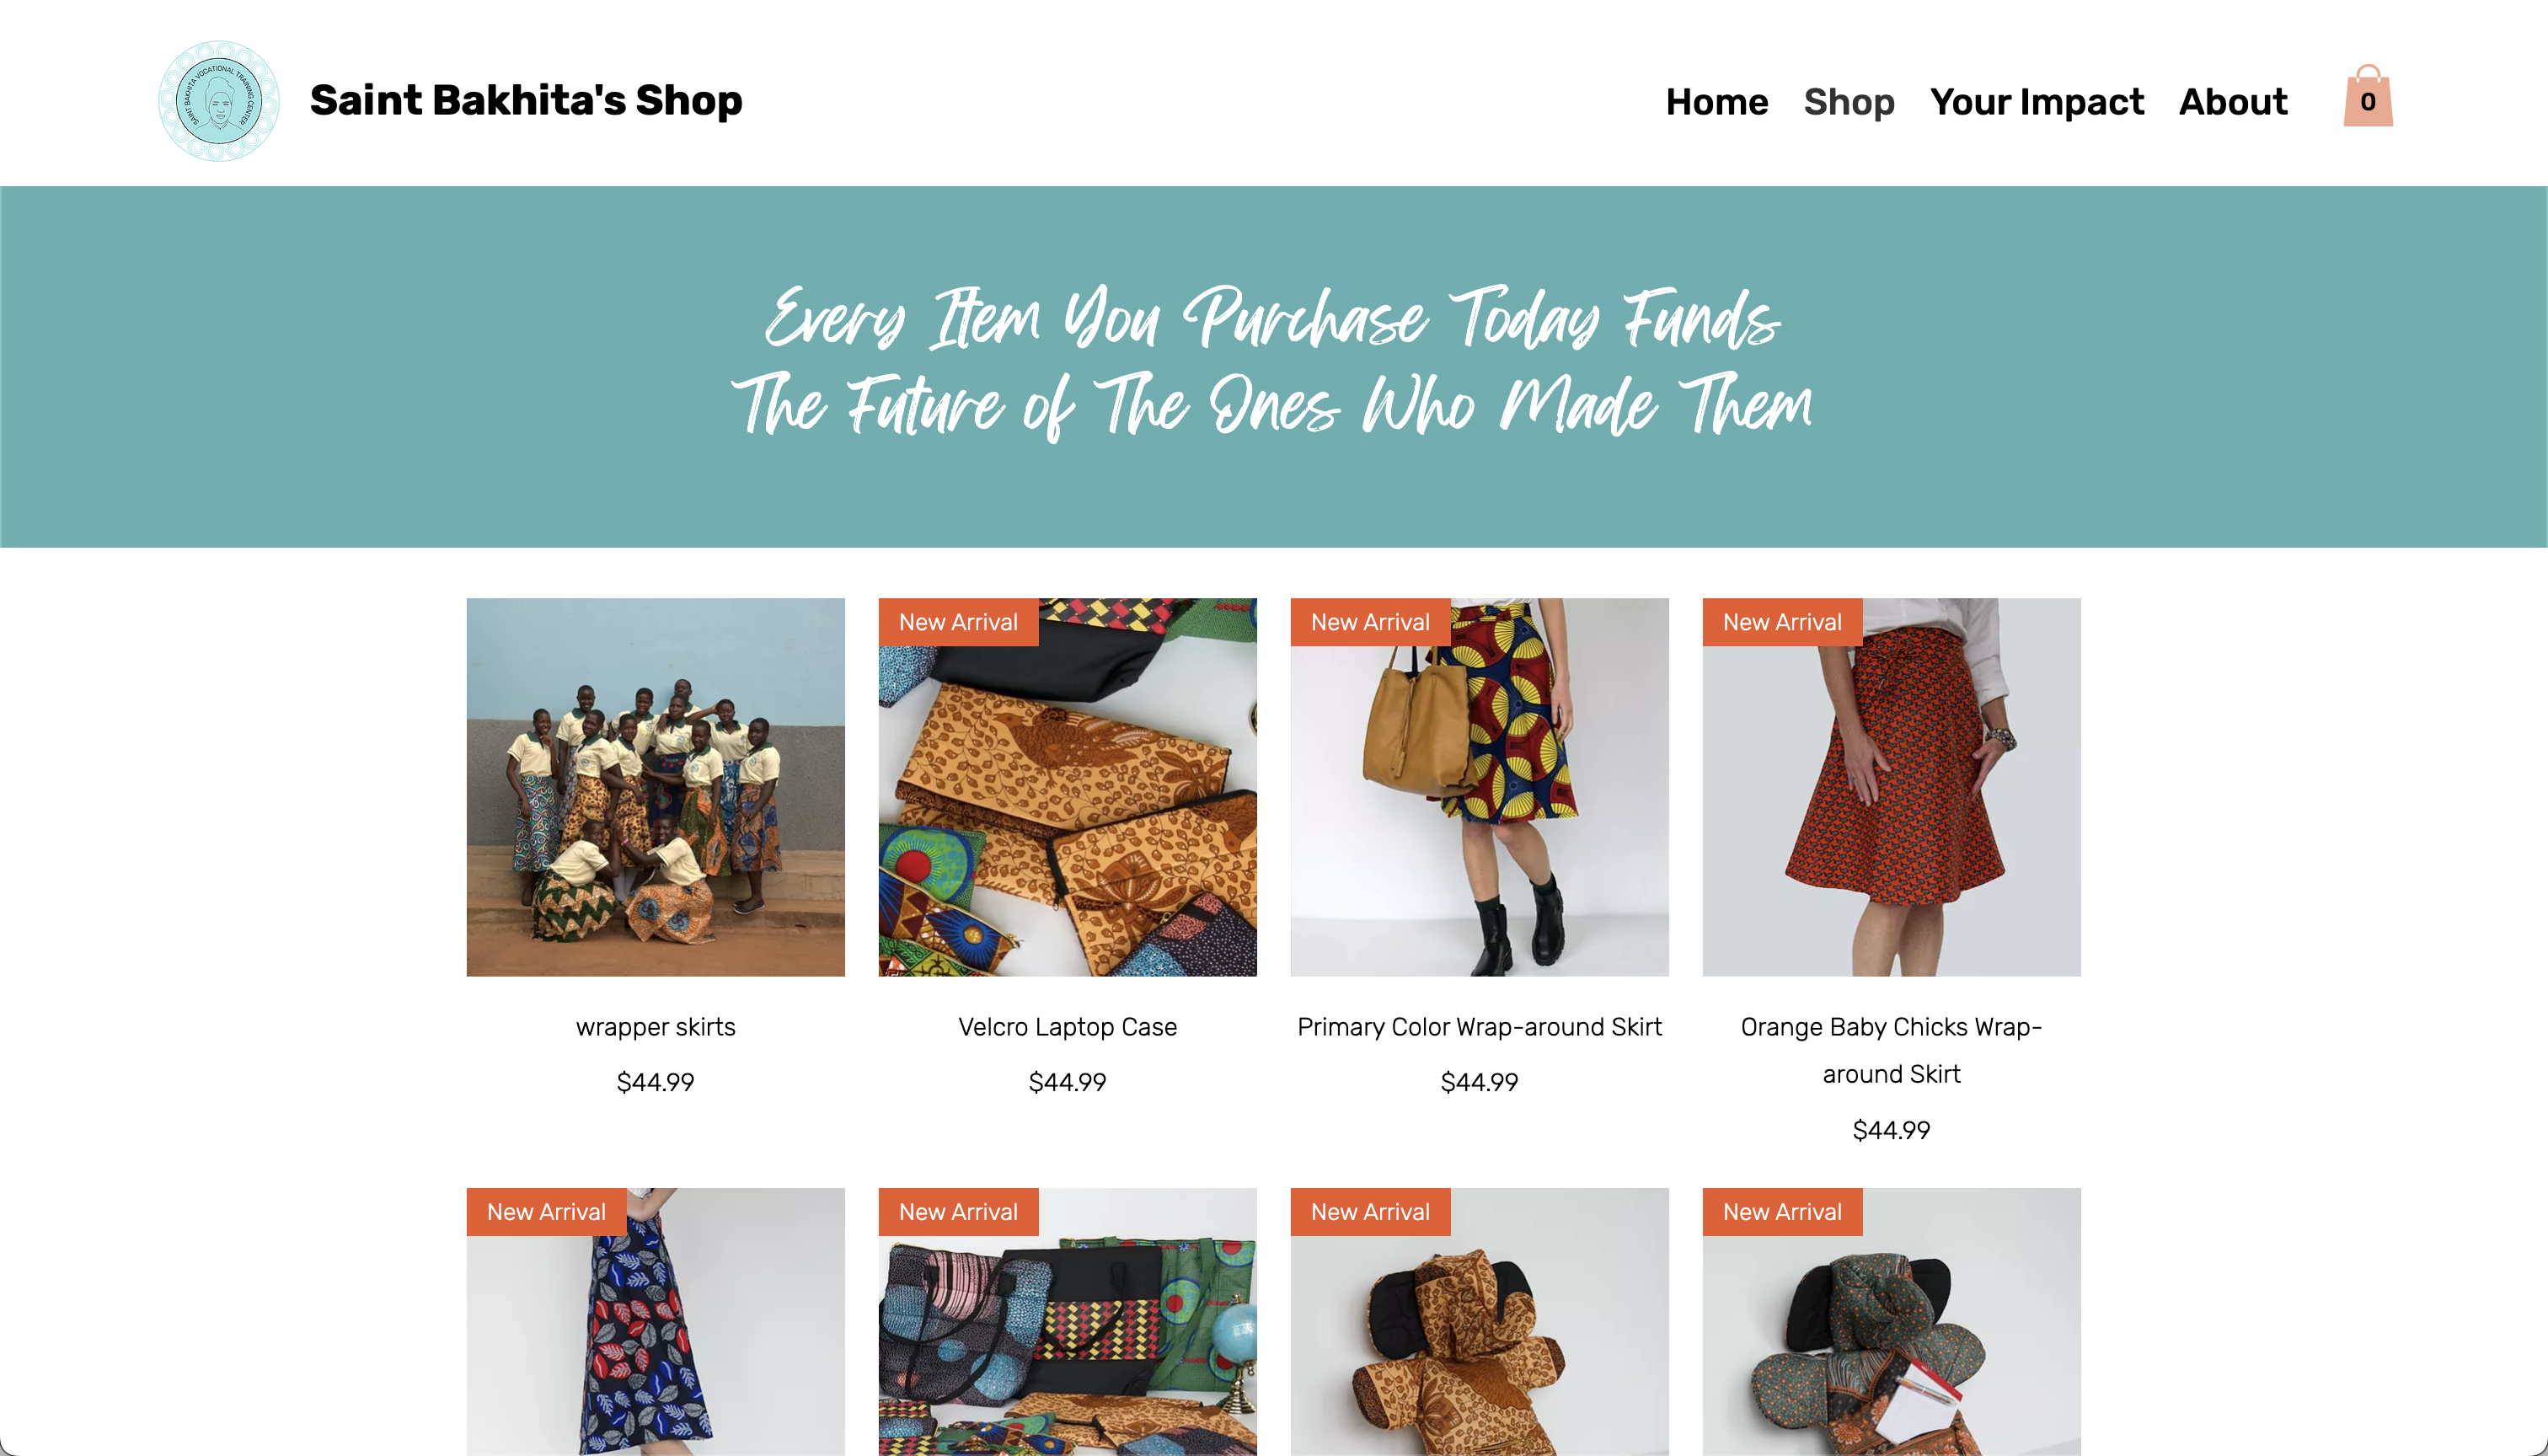 SAINT BAKHITA VOCATIONAL TRAINING CENTER
Saint Bakhita's Shop
Home Shop Your Impact About 0
Every Item You Purchase Today Funds
The Future of The Ones Who Made Them
New Arrival New Arrival New Arrival
wrapper skirts
$44.99
Velcro Laptop Case
$44.99
Primary Color Wrap-around Skirt
$44.99
Orange Baby Chicks Wrap-
around Skirt
$44.99
New Arrival New Arrival New Arrival New Arrival